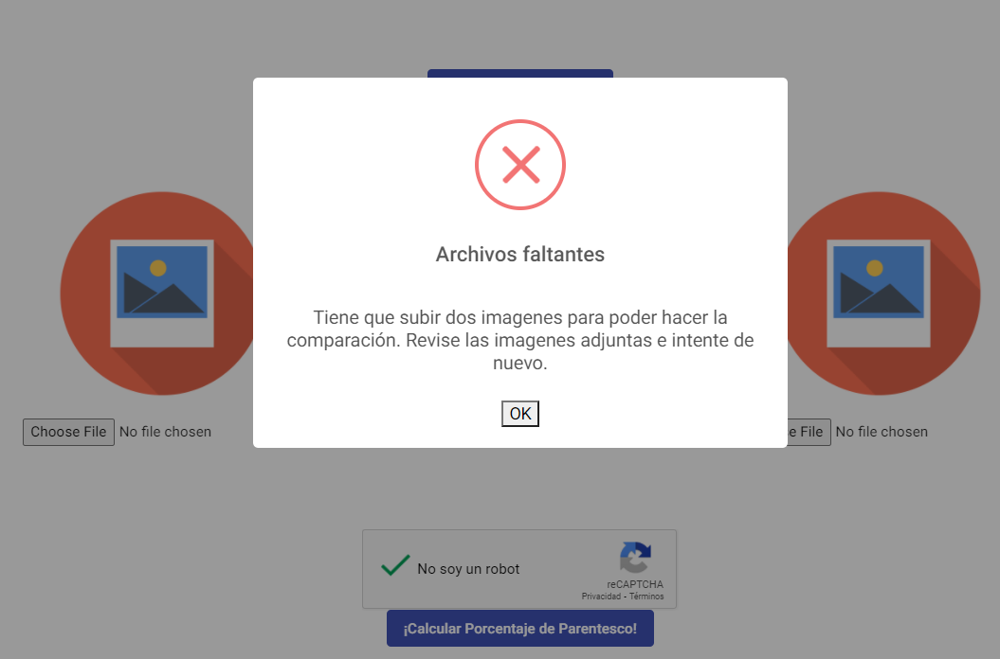 Archivos faltantes
Tiene que subir dos imagenes para poder hacer la
comparación. Revise las imagenes adjuntas e intente de
nuevo.
OK
Choose File No file chosen
e File No file chosen
No soy un robot
reCAPTCHA
Privacidad - Términos
¡Calcular Porcentaje de Parentesco!